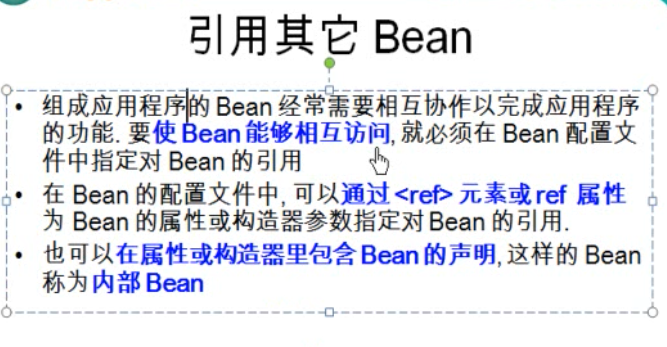 引用其它 Bean
• 组成应用程序的 Bean 经常需要相互协作以完成应用程序
的功能. 要使 Bean 能够相互访问, 就必须在 Bean 配置文
件中指定对 Bean 的引用
• 在 Bean 的配置文件中, 可以通过 <ref> 元素或 ref 属性
为 Bean 的属性或构造器参数指定对 Bean 的引用.
• 也可以在属性或构造器里包含 Bean 的声明, 这样的 Bean
称为内部 Bean